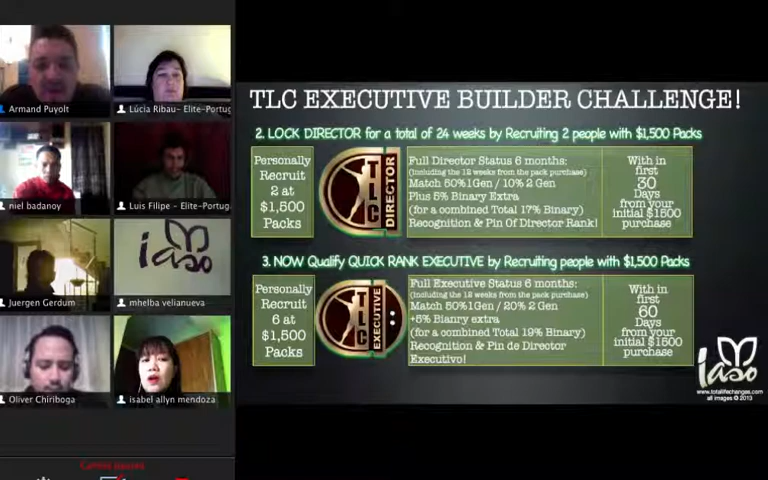 Armand Puyolt
Lúcia Ribau- Elite-Portug
niel badanoy
Luis Filipe - Elite-Portug
Juergen Gerdum
iaso
mhelba velianueva
Oliver Chiriboga
isabel allyn mendoza
TLC EXECUTIVE BUILDER CHALLENGE!
2. LOCK DIRECTOR for a total of 24 weeks by Recruiting 2 people with $1,500 Packs
Personally
Recruit
2 at
$1,500
Packs
TLC
DIRECTOR
Full Director Status 6 months:
(including the 12 weeks from the pack purchase)
Match 50%1Gen / 10% 2 Gen
Plus 5% Binary Extra
(for a combined Total 17% Binary)
Recognition & Pin Of Director Rank!
With in
first
30
Days
from your
initial $1500
purchase
3. NOW Qualify QUICK RANK EXECUTIVE by Recruiting people with $1,500 Packs
Personally
Recruit
6 at
$1,500
Packs
TLC
EXECUTIVE
Full Executive Status 6 months:
(including the 12 weeks from the pack purchase)
Match 50%1Gen / 20% 2 Gen
+5% Bianry extra
(for a combined Total 19% Binary)
Recognition & Pin de Director
Executivo!
With in
first
60
Days
from your
initial $1500
purchase
iaso
www.totallifechanges.com
all images © 2013